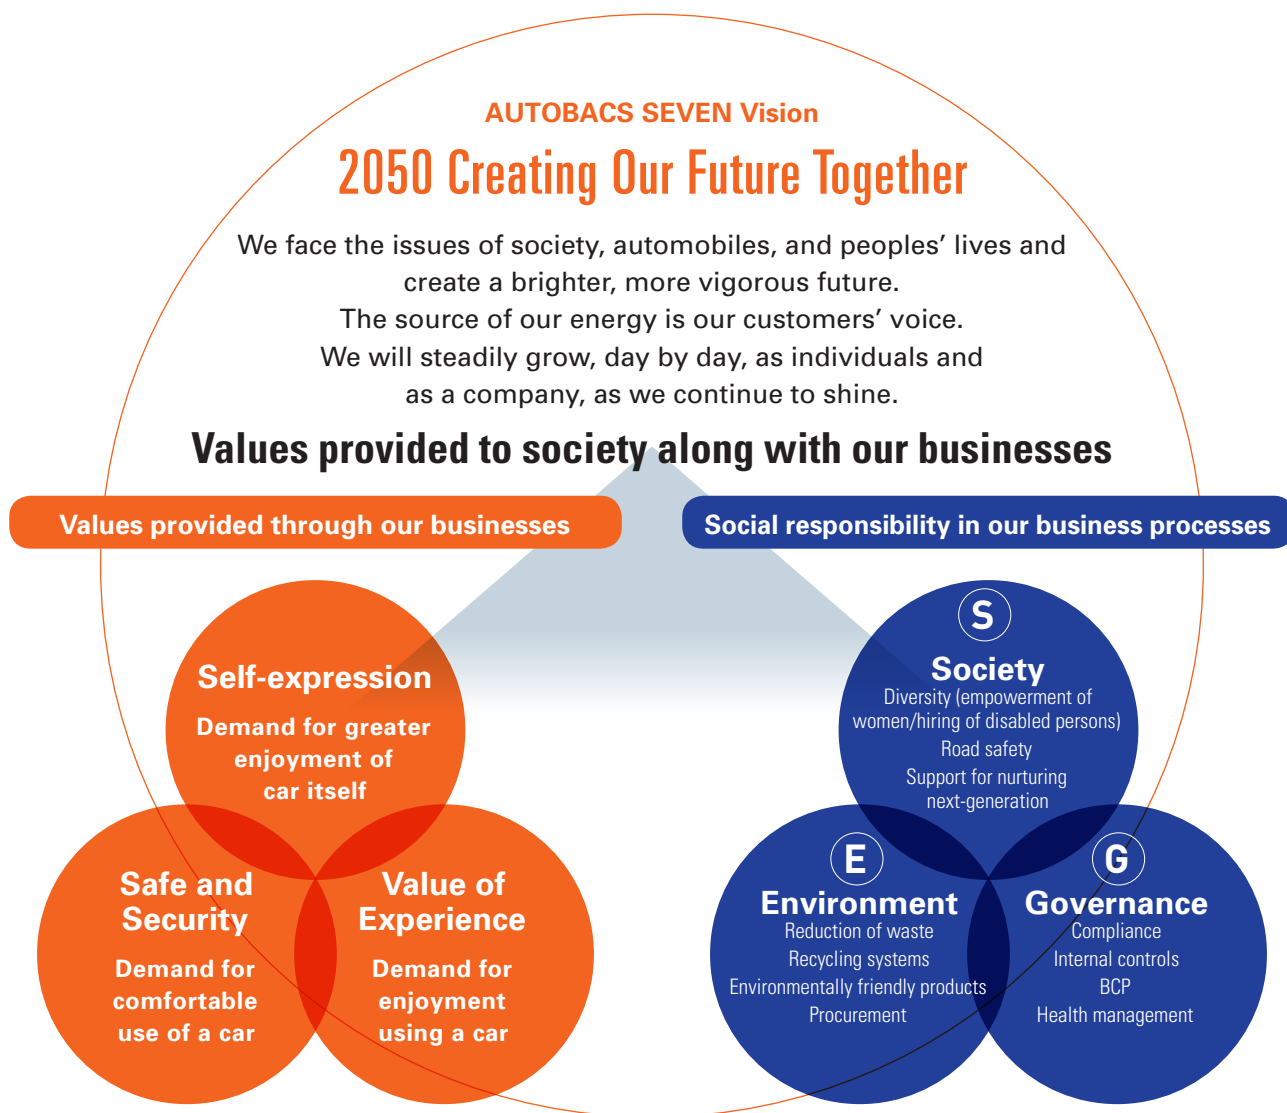 AUTOBACS SEVEN Vision
2050 Creating Our Future Together
We face the issues of society, automobiles, and peoples’ lives and
create a brighter, more vigorous future.
The source of our energy is our customers’ voice.
We will steadily grow, day by day, as individuals and
as a company, as we continue to shine.
Values provided to society along with our businesses
Values provided through our businesses
Self-expression
Demand for greater
enjoyment of
car itself
Safe and
Security
Demand for
comfortable
use of a car
Value of
Experience
Demand for
enjoyment
using a car
Social responsibility in our business processes
S
Society
Diversity (empowerment of
women/hiring of disabled persons)
Road safety
Support for nurturing
next-generation
E
Environment
Reduction of waste
Recycling systems
Environmentally friendly products
Procurement
G
Governance
Compliance
Internal controls
BCP
Health management